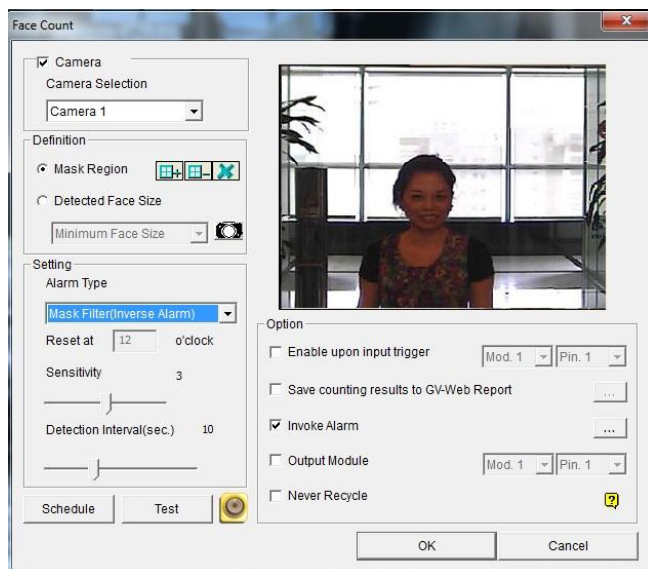 Face Count
Camera
Camera Selection
Camera 1
Definition
Mask Region
Detected Face Size
Minimum Face Size
Setting
Alarm Type
Mask Filter(Inverse Alarm)
Reset at 12 o'clock
Sensitivity 3
Detection Interval(sec.) 10
Schedule Test
Option
Enable upon input trigger Mod. 1 Pin. 1
Save counting results to GV-Web Report ...
Invoke Alarm ...
Output Module Mod. 1 Pin. 1
Never Recycle ?
OK Cancel